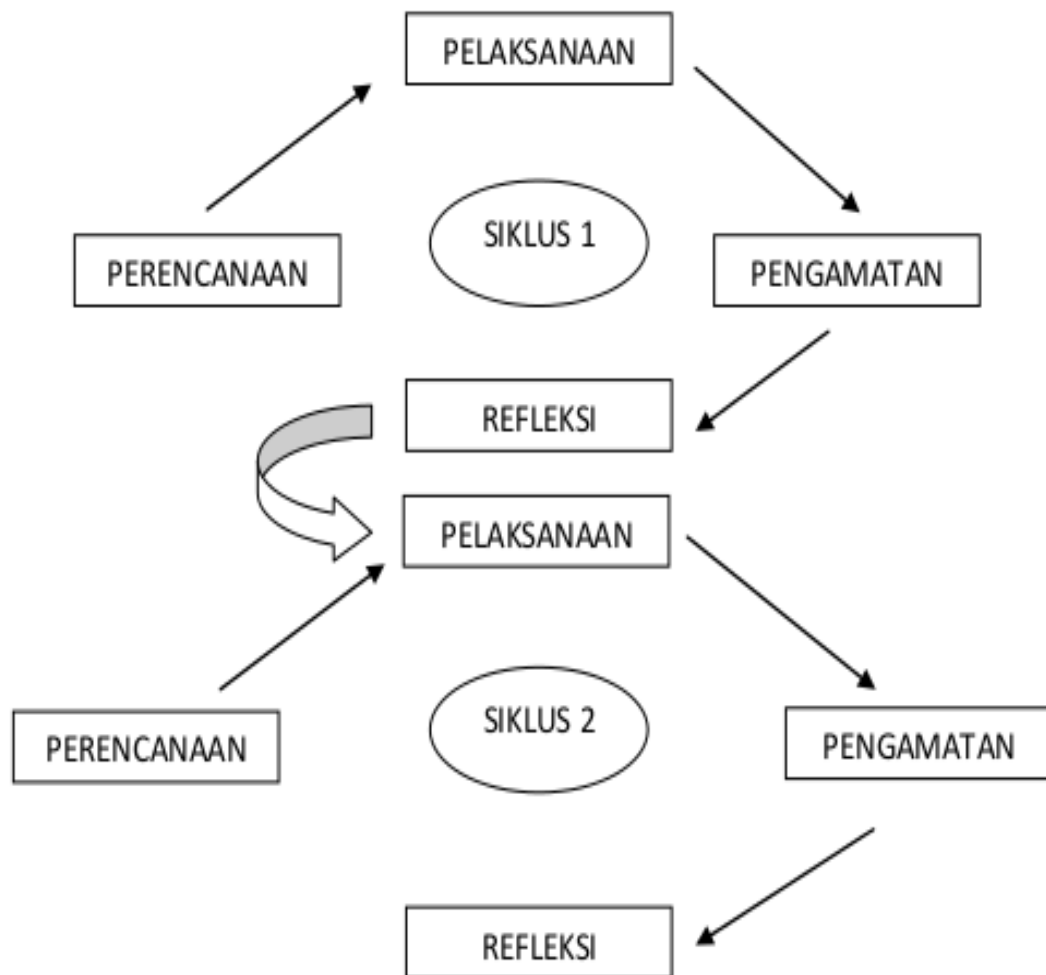 PELAKSANAAN
SIKLUS 1
PERENCANAAN
PENGAMATAN
REFLEKSI
PELAKSANAAN
SIKLUS 2
PERENCANAAN
PENGAMATAN
REFLEKSI